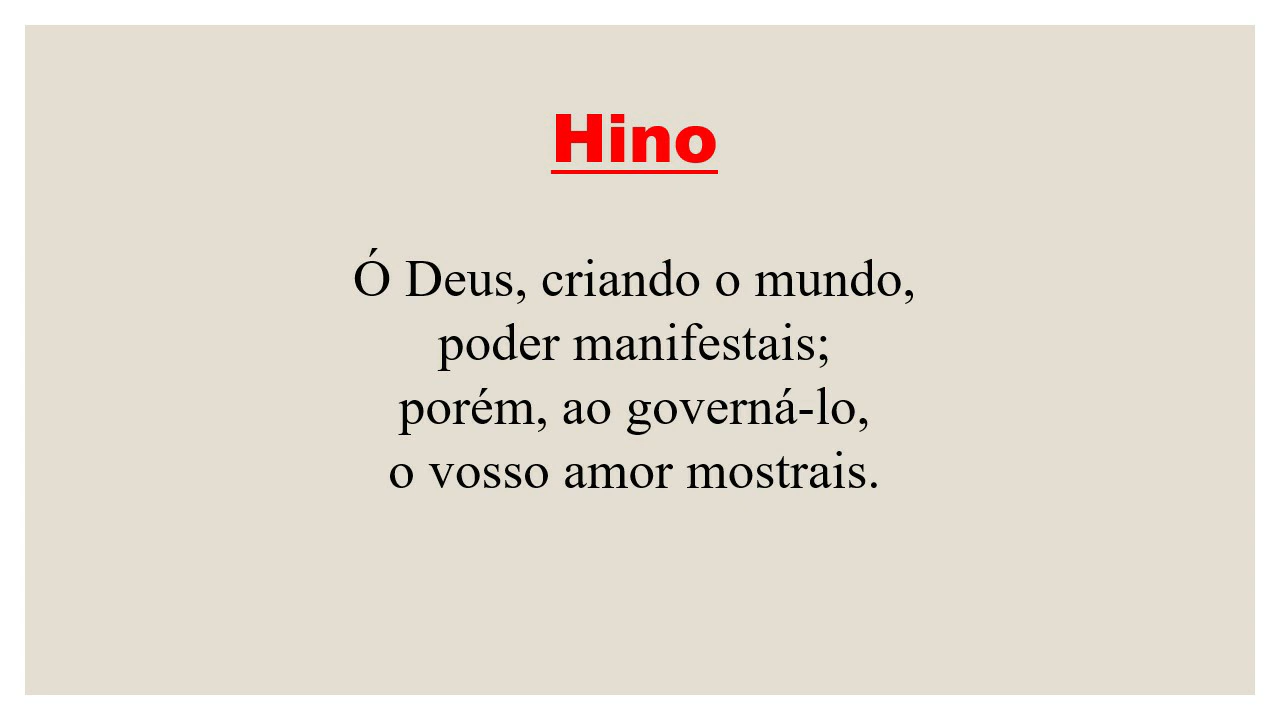 Hino
Ó Deus, criando o mundo,
poder manifestais;
porém, ao governá-lo,
o vosso amor mostrais.